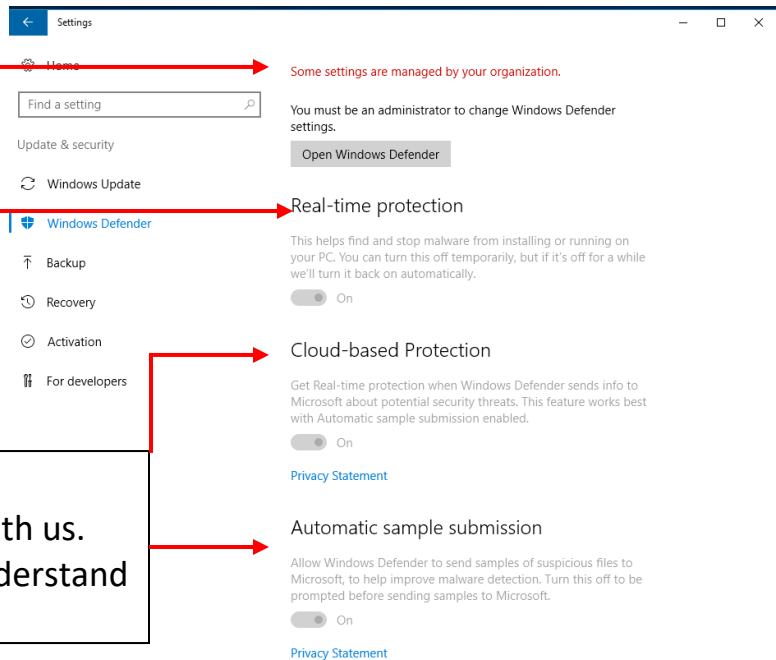 Settings
Home
Find a setting
Update & security
Windows Update
Windows Defender
Backup
Recovery
Activation
For developers
Some settings are managed by your organization.
You must be an administrator to change Windows Defender
settings.
Open Windows Defender
Real-time protection
This helps find and stop malware from installing or running on
your PC. You can turn this off temporarily, but if it's off for a while
we'll turn it back on automatically.
On
Cloud-based Protection
Get Real-time protection when Windows Defender sends info to
Microsoft about potential security threats. This feature works best
with Automatic sample submission enabled.
On
Privacy Statement
Automatic sample submission
Allow Windows Defender to send samples of suspicious files to
Microsoft, to help improve malware detection. Turn this off to be
prompted before sending samples to Microsoft.
On
Privacy Statement
us.